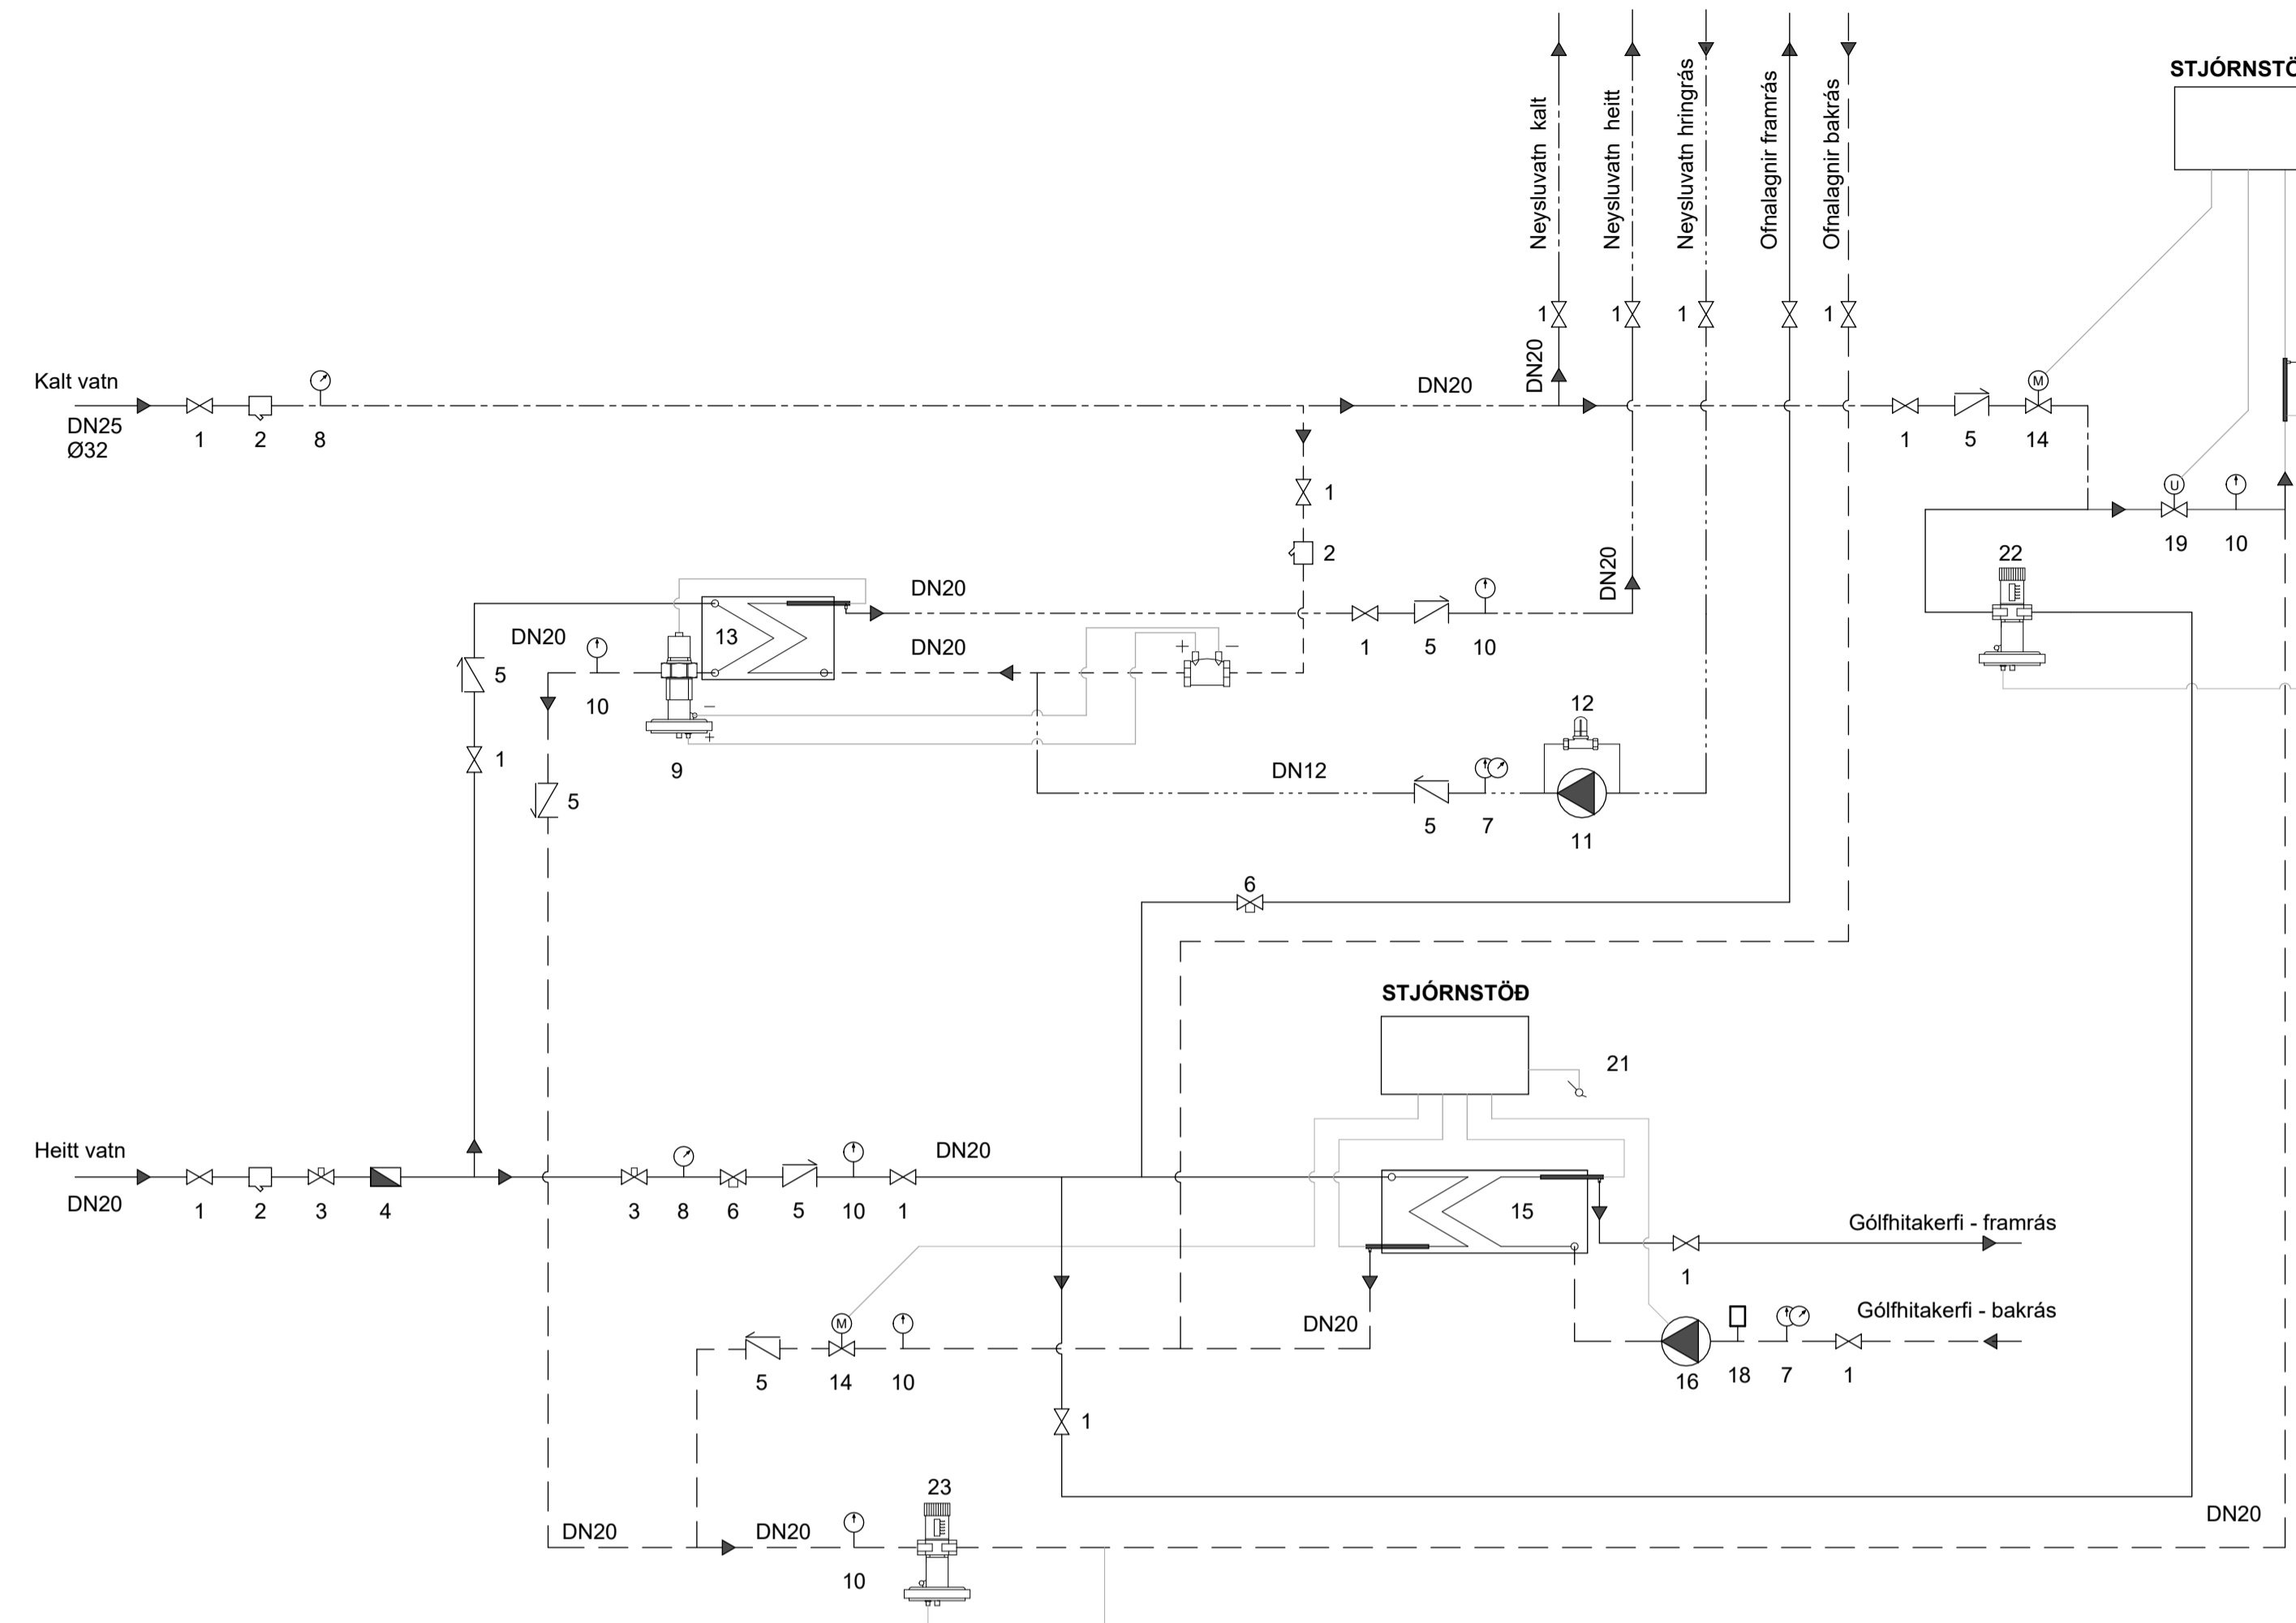 STJÓRNSTÖ
Neysluvatn kalt
Neysluvatn heitt
Neysluvatn hringrás
Ofnalagnir framrás
Ofnalagnir bakrás
1
1
1
1
Kalt vatn
DN25
Ø32
1
2
8
DN20
DN20
M
1
5
14
1
U
19
10
2
22
DN20
DN20
13
DN20
DN20
1
5
10
5
10
+
−
−
+
9
1
5
12
DN12
5
7
11
6
STJÓRNSTÖÐ
21
Heitt vatn
DN20
1
2
3
4
3
8
6
5
10
1
DN20
15
Gólfhitakerfi - framrás
1
Gólfhitakerfi - bakrás
16
18
7
1
DN20
M
5
14
10
1
23
DN20
DN20
10
DN20